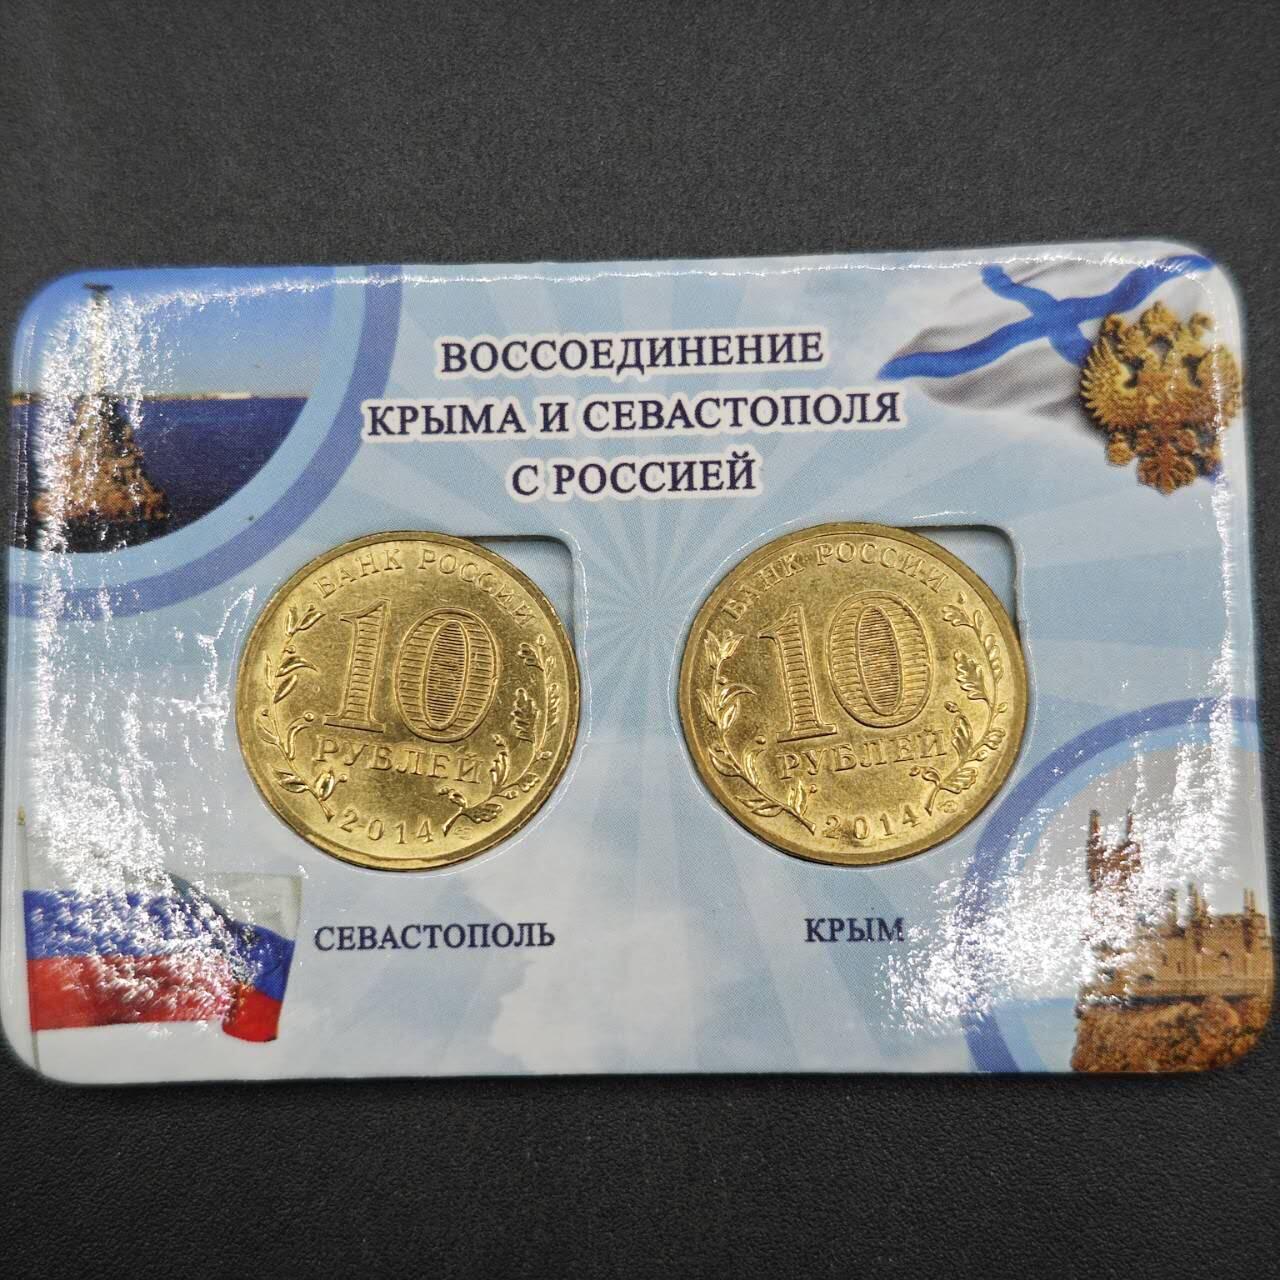 ВОССОЕДИНЕНИЕ
КРЫМА И СЕВАСТОПОЛЯ
С РОССИЕЙ
БАНК РОССИИ
10
РУБЛЕЙ
2014
БАНК РОССИИ
10
РУБЛЕЙ
2014
СЕВАСТОПОЛЬ
КРЫМ